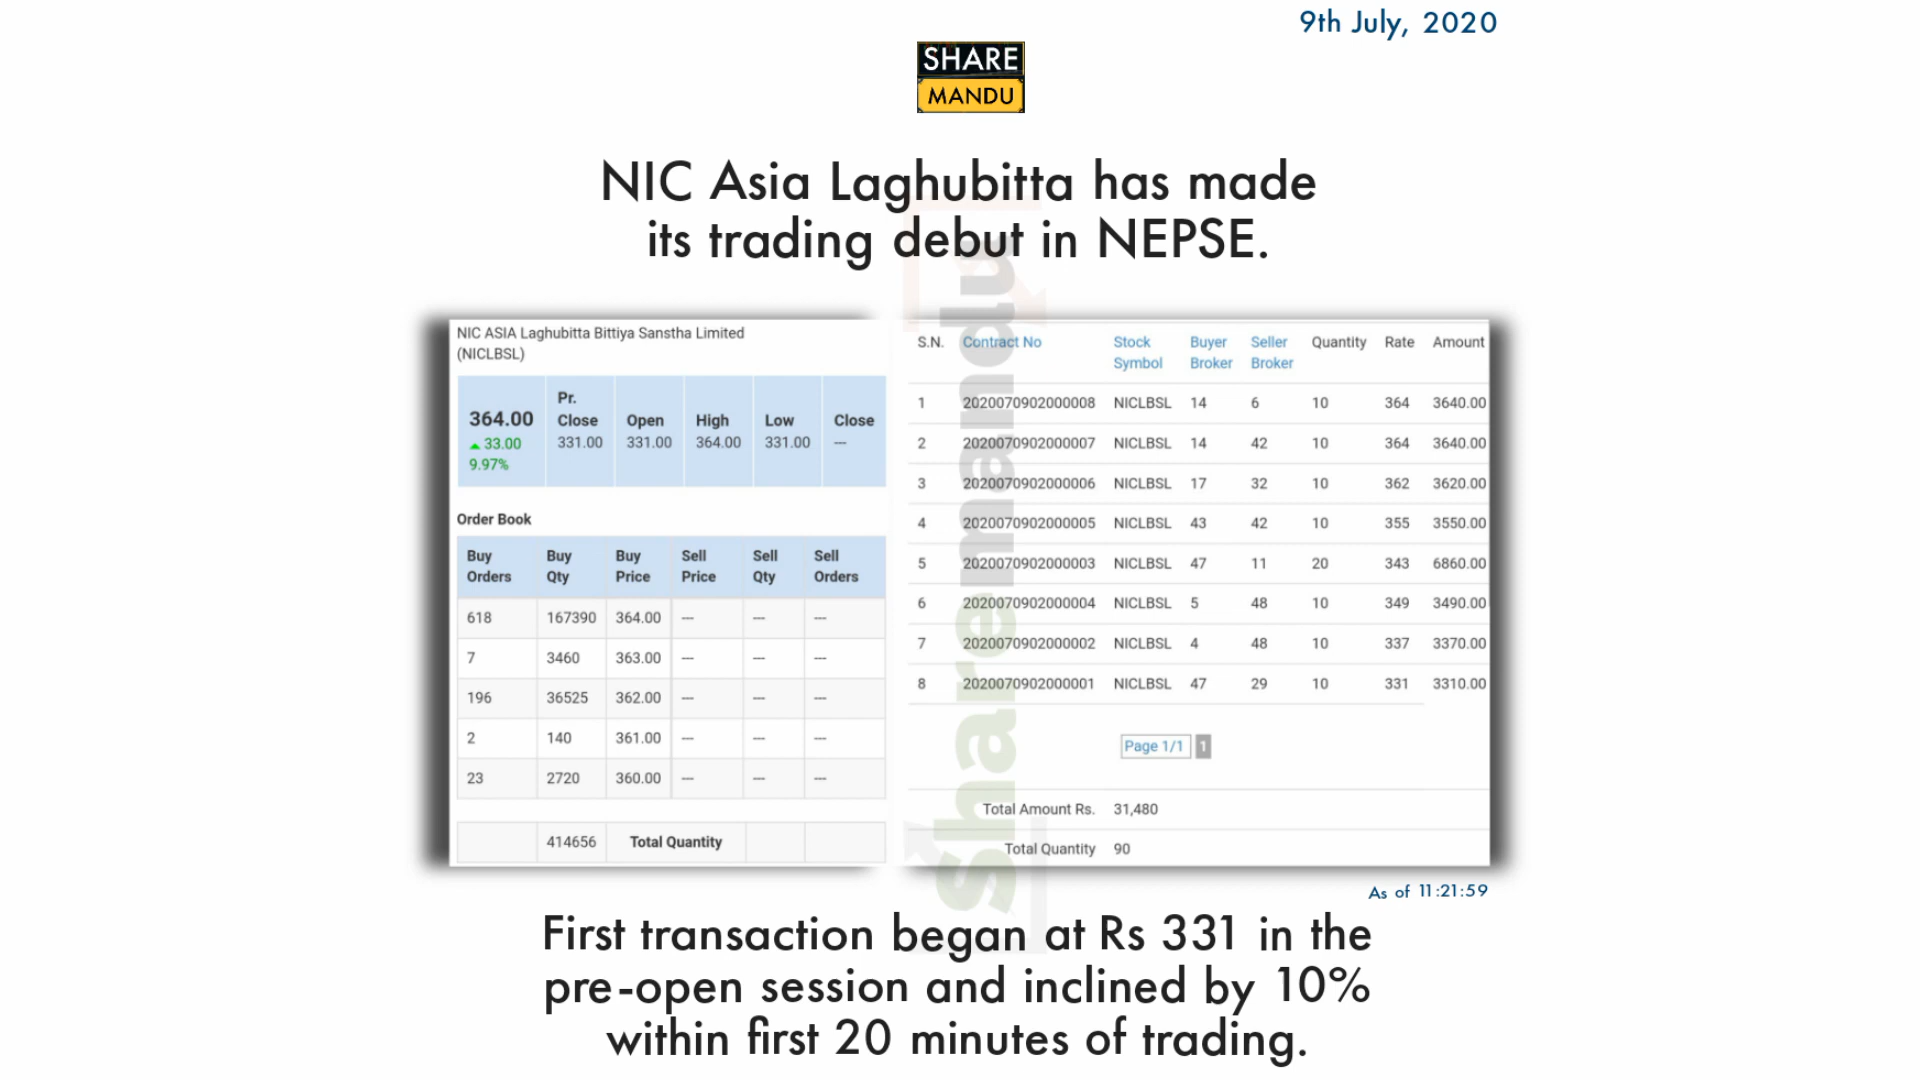 9th July, 2020
SHARE
MANDU
NIC Asia Laghubitta has made
its trading debut in NEPSE.
NIC ASIA Laghubitta Bittiya Sanstha Limited
(NICLBSL)
364.00 Pr. Close Open High Low Close
▲ 33.00 331.00 331.00 364.00 331.00 ---
9.97%
Order Book
Buy Orders Buy Qty Buy Price Sell Price Sell Qty Sell Orders
618 167390 364.00 --- --- ---
7 3460 363.00 --- --- ---
196 36525 362.00 --- --- ---
2 140 361.00 --- --- ---
23 2720 360.00 --- --- ---
414656 Total Quantity
S.N. Contract No Stock Symbol Buyer Broker Seller Broker Quantity Rate Amount
1 2020070902000008 NICLBSL 14 6 10 364 3640.00
2 2020070902000007 NICLBSL 14 42 10 364 3640.00
3 2020070902000006 NICLBSL 17 32 10 362 3620.00
4 2020070902000005 NICLBSL 43 42 10 355 3550.00
5 2020070902000003 NICLBSL 47 11 20 343 6860.00
6 2020070902000004 NICLBSL 5 48 10 349 3490.00
7 2020070902000002 NICLBSL 4 48 10 337 3370.00
8 2020070902000001 NICLBSL 47 29 10 331 3310.00
Page 1/1 1
Total Amount Rs. 31,480
Total Quantity 90
Sharemandu
As of 11:21:59
First transaction began at Rs 331 in the
pre-open session and inclined by 10%
within first 20 minutes of trading.